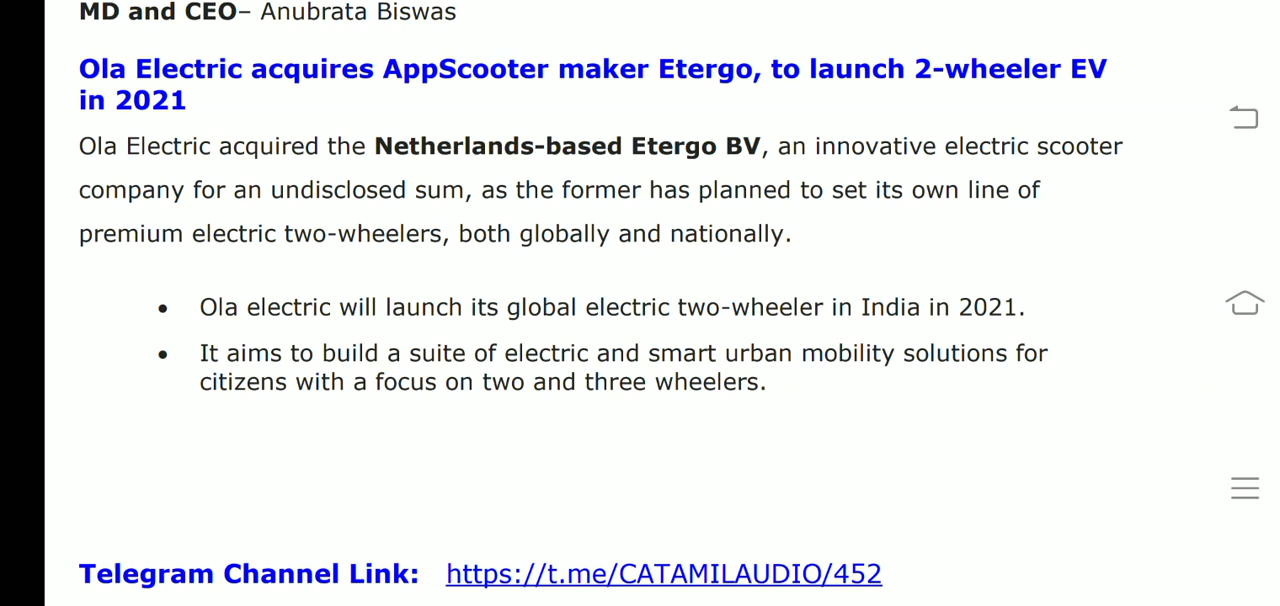 MD and CEO– Anubrata Biswas
Ola Electric acquires AppScooter maker Etergo, to launch 2-wheeler EV
in 2021
Ola Electric acquired the Netherlands-based Etergo BV, an innovative electric scooter
company for an undisclosed sum, as the former has planned to set its own line of
premium electric two-wheelers, both globally and nationally.
• Ola electric will launch its global electric two-wheeler in India in 2021.
• It aims to build a suite of electric and smart urban mobility solutions for
citizens with a focus on two and three wheelers.
Telegram Channel Link: https://t.me/CATAMILAUDIO/452